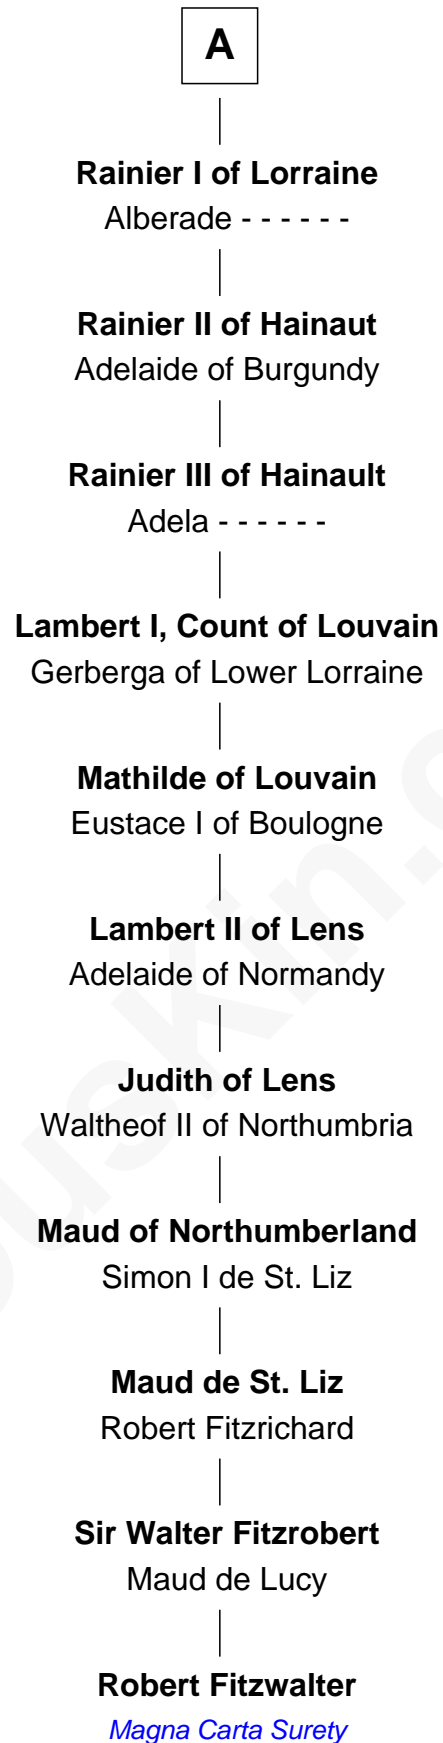 A
Rainier I of Lorraine
Alberade - - - - - -
Rainier II of Hainaut
Adelaide of Burgundy
Rainier III of Hainault
Adela - - - - - -
Lambert I, Count of Louvain
Gerberga of Lower Lorraine
Mathilde of Louvain
Eustace I of Boulogne
Lambert II of Lens
Adelaide of Normandy
Judith of Lens
Waltheof II of Northumbria
Maud of Northumberland
Simon I de St. Liz
Maud de St. Liz
Robert Fitzrichard
Sir Walter Fitzrobert
Maud de Lucy
Robert Fitzwalter
Magna Carta Surety